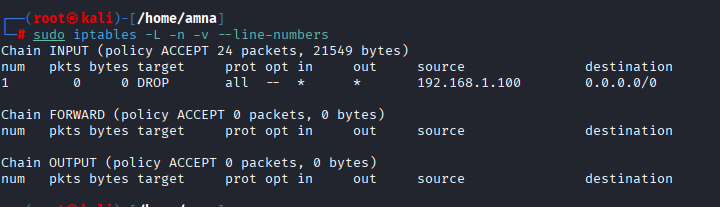 (root㉿kali)-[/home/amna]
# sudo iptables -L -n -v --line-numbers
Chain INPUT (policy ACCEPT 24 packets, 21549 bytes)
num   pkts bytes target     prot opt in     out     source               destination
1        0     0 DROP       all  --  *      *       192.168.1.100        0.0.0.0/0

Chain FORWARD (policy ACCEPT 0 packets, 0 bytes)
num   pkts bytes target     prot opt in     out     source               destination

Chain OUTPUT (policy ACCEPT 0 packets, 0 bytes)
num   pkts bytes target     prot opt in     out     source               destination